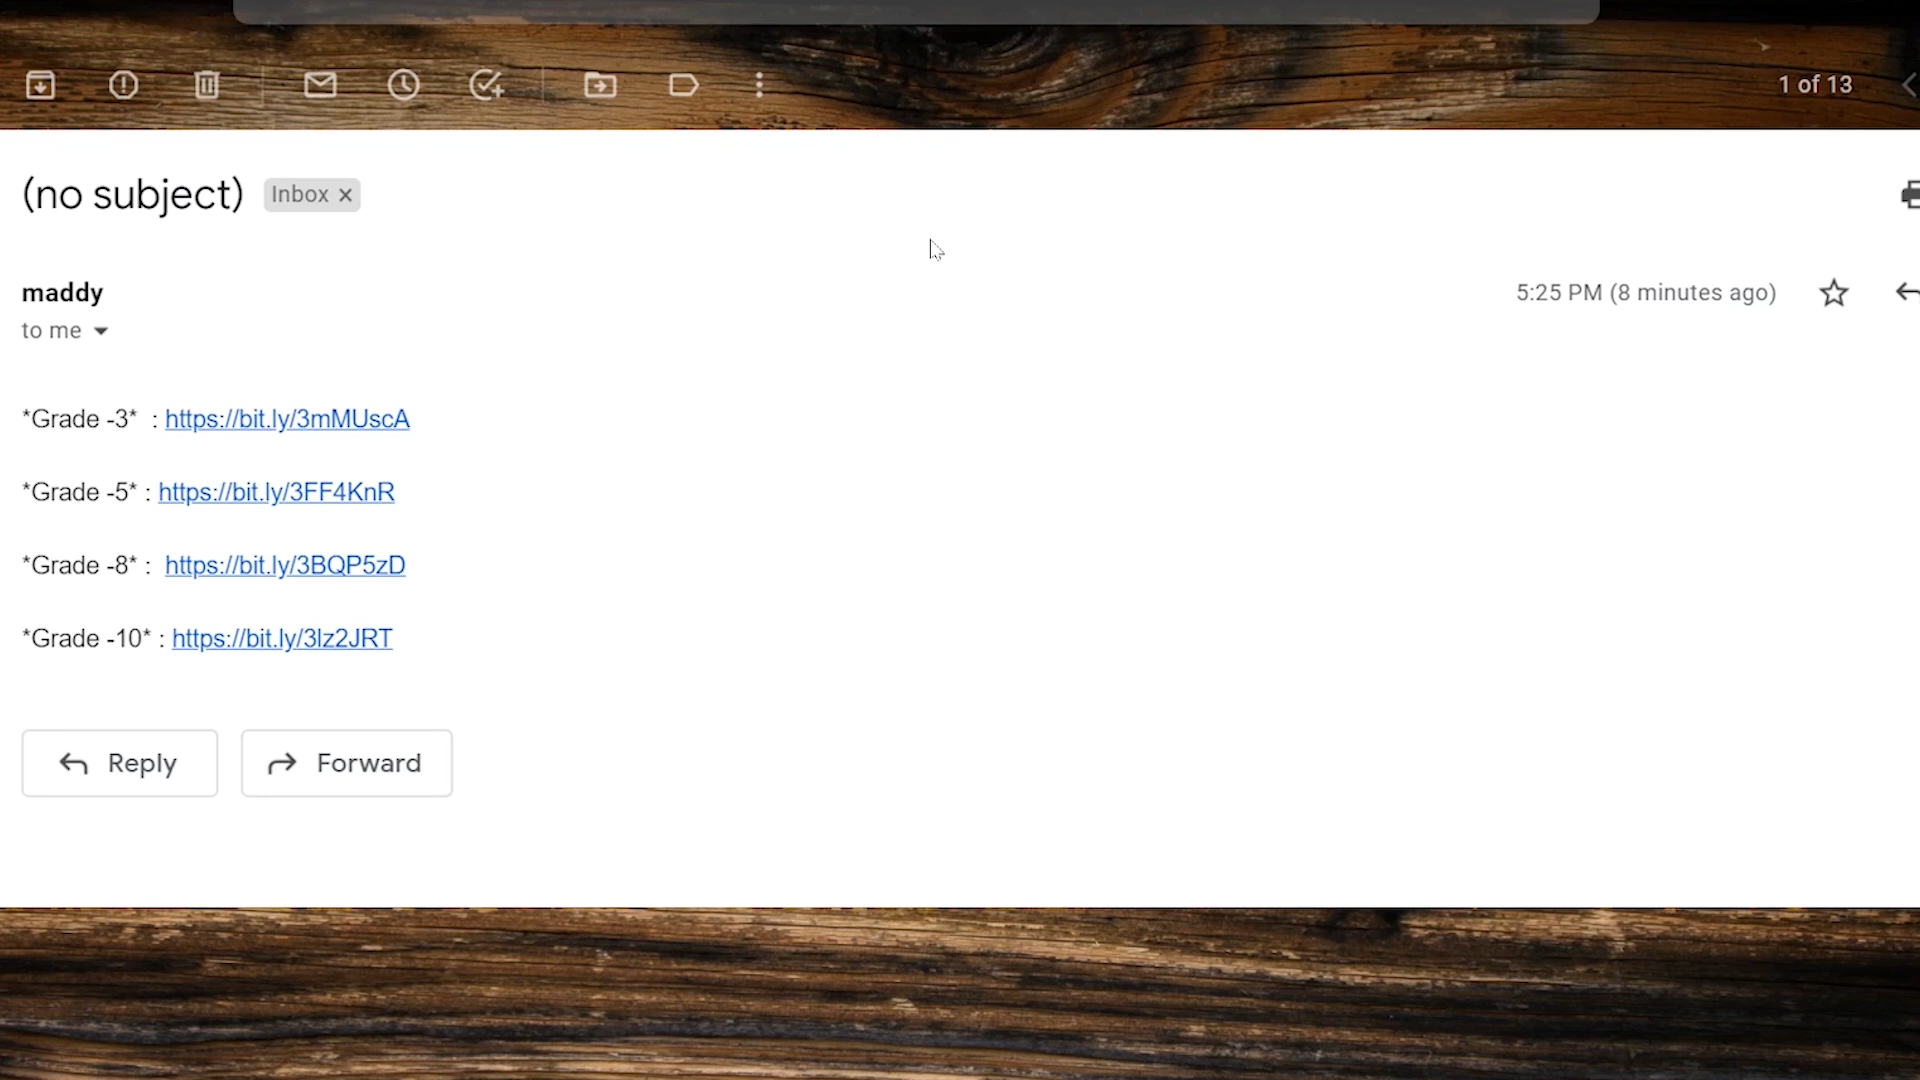 1 of 13
(no subject) Inbox ×
maddy
5:25 PM (8 minutes ago)
to me
*Grade -3*  : https://bit.ly/3mMUscA
*Grade -5* : https://bit.ly/3FF4KnR
*Grade -8* :  https://bit.ly/3BQP5zD
*Grade -10* : https://bit.ly/3lz2JRT
Reply
Forward